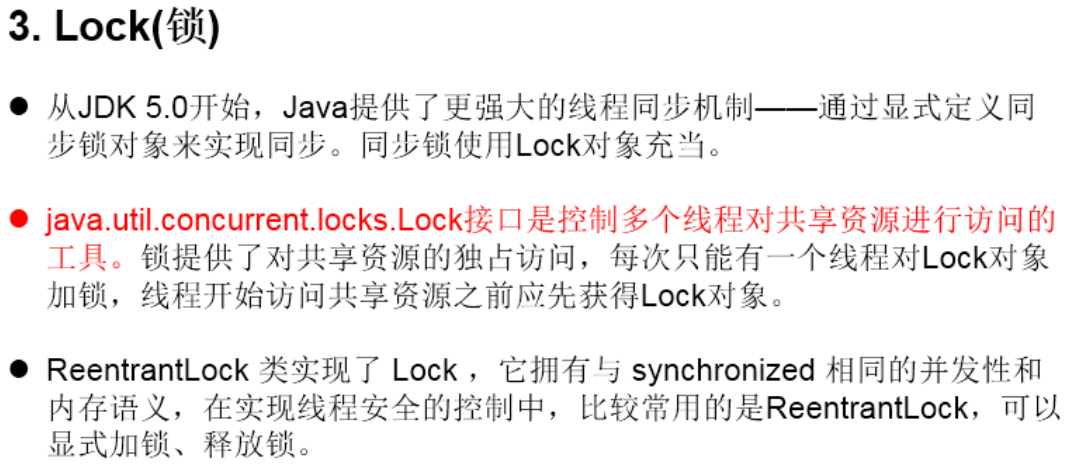 3. Lock(锁)
● 从JDK 5.0开始，Java提供了更强大的线程同步机制——通过显式定义同
步锁对象来实现同步。同步锁使用Lock对象充当。
● java.util.concurrent.locks.Lock接口是控制多个线程对共享资源进行访问的
工具。锁提供了对共享资源的独占访问，每次只能有一个线程对Lock对象
加锁，线程开始访问共享资源之前应先获得Lock对象。
● ReentrantLock 类实现了 Lock ，它拥有与 synchronized 相同的并发性和
内存语义，在实现线程安全的控制中，比较常用的是ReentrantLock，可以
显式加锁、释放锁。